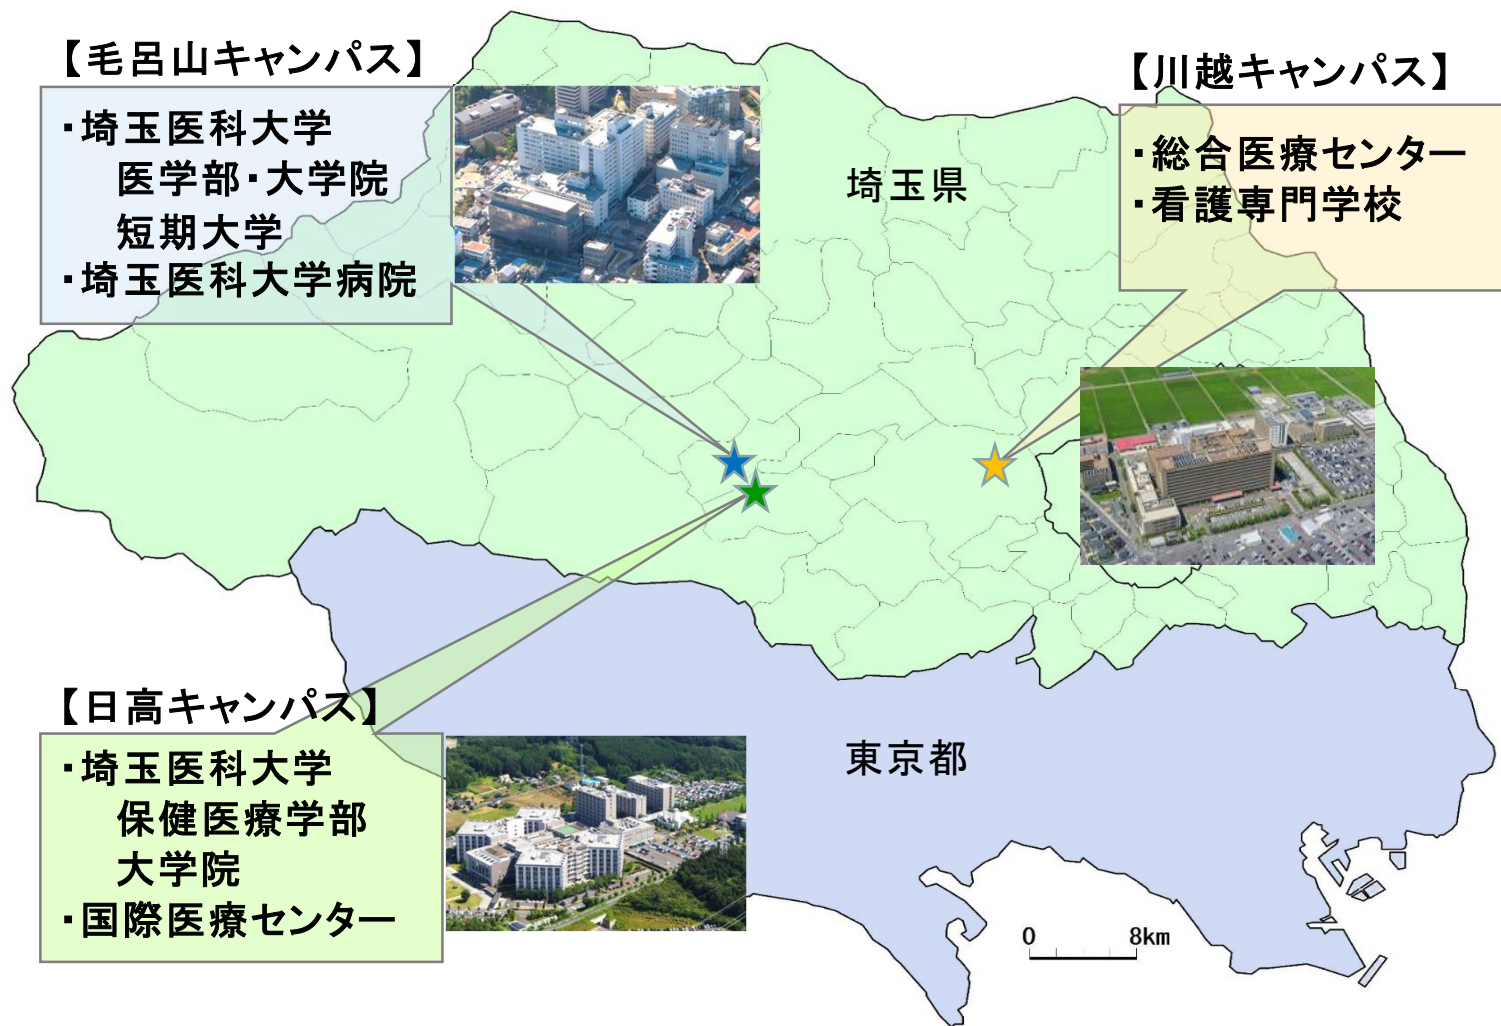 【毛呂山キャンパス】
・埼玉医科大学
医学部・大学院
短期大学
・埼玉医科大学病院
【川越キャンパス】
・総合医療センター
・看護専門学校
埼玉県
【日高キャンパス】
・埼玉医科大学
保健医療学部
大学院
・国際医療センター
東京都
0 8km